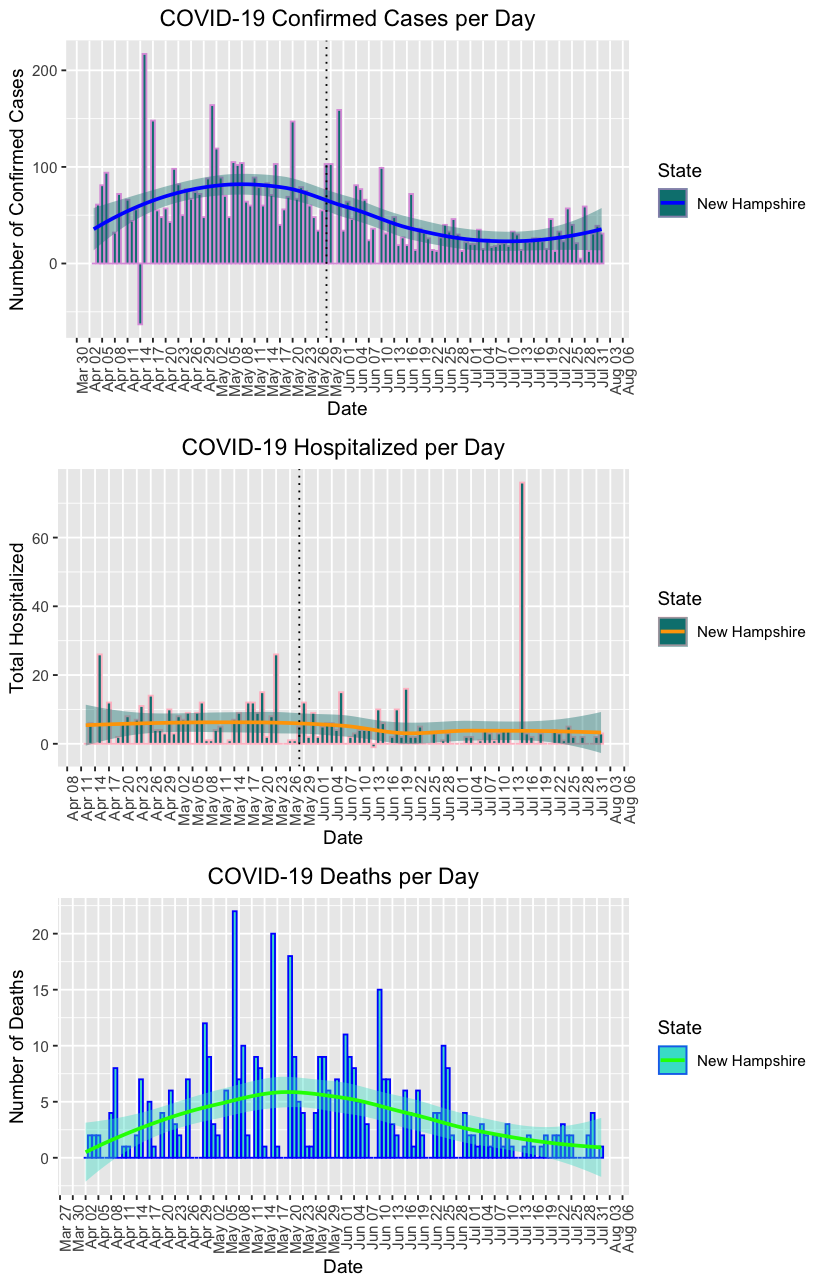 COVID-19 Confirmed Cases per Day
Number of Confirmed Cases
200
100
0
Mar 30
Apr 02
Apr 05
Apr 08
Apr 11
Apr 14
Apr 17
Apr 20
Apr 23
Apr 26
Apr 29
May 02
May 05
May 08
May 11
May 14
May 17
May 20
May 23
May 26
May 29
Jun 01
Jun 04
Jun 07
Jun 10
Jun 13
Jun 16
Jun 19
Jun 22
Jun 25
Jun 28
Jul 01
Jul 04
Jul 07
Jul 10
Jul 13
Jul 16
Jul 19
Jul 22
Jul 25
Jul 28
Jul 31
Aug 03
Aug 06
Date
State
New Hampshire
COVID-19 Hospitalized per Day
Total Hospitalized
60
40
20
0
Apr 08
Apr 11
Apr 14
Apr 17
Apr 20
Apr 23
Apr 26
Apr 29
May 02
May 05
May 08
May 11
May 14
May 17
May 20
May 23
May 26
May 29
Jun 01
Jun 04
Jun 07
Jun 10
Jun 13
Jun 16
Jun 19
Jun 22
Jun 25
Jun 28
Jul 01
Jul 04
Jul 07
Jul 10
Jul 13
Jul 16
Jul 19
Jul 22
Jul 25
Jul 28
Jul 31
Aug 03
Aug 06
Date
State
New Hampshire
COVID-19 Deaths per Day
Number of Deaths
20
15
10
5
0
Mar 27
Mar 30
Apr 02
Apr 05
Apr 08
Apr 11
Apr 14
Apr 17
Apr 20
Apr 23
Apr 26
Apr 29
May 02
May 05
May 08
May 11
May 14
May 17
May 20
May 23
May 26
May 29
Jun 01
Jun 04
Jun 07
Jun 10
Jun 13
Jun 16
Jun 19
Jun 22
Jun 25
Jun 28
Jul 01
Jul 04
Jul 07
Jul 10
Jul 13
Jul 16
Jul 19
Jul 22
Jul 25
Jul 28
Jul 31
Aug 03
Aug 06
Date
State
New Hampshire